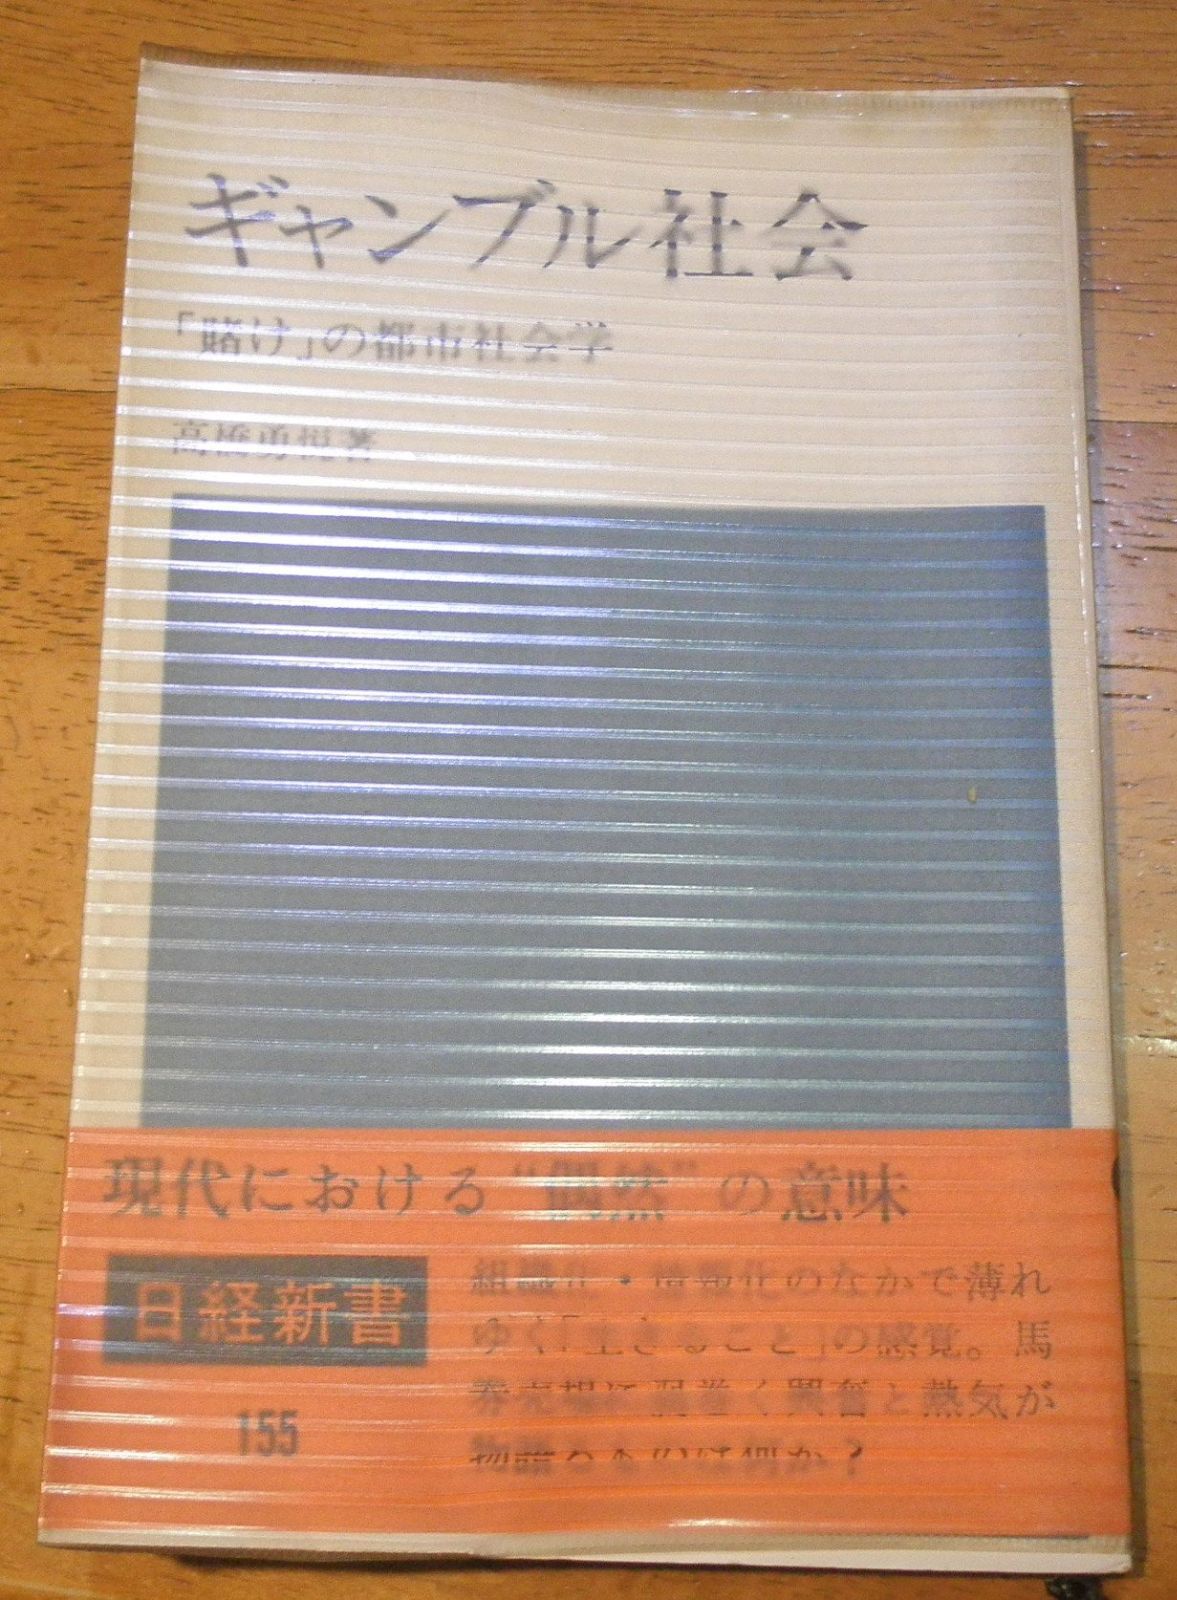 ギャンブル社会
「賭け」の都市社会学
高橋勇悦著
現代における“偶然”の意味
日経新書
155
組織化・情報化のなかで薄れ
ゆく「生きること」の感覚。馬
券売場に渦巻く興奮と熱気が
物語るものは何か？